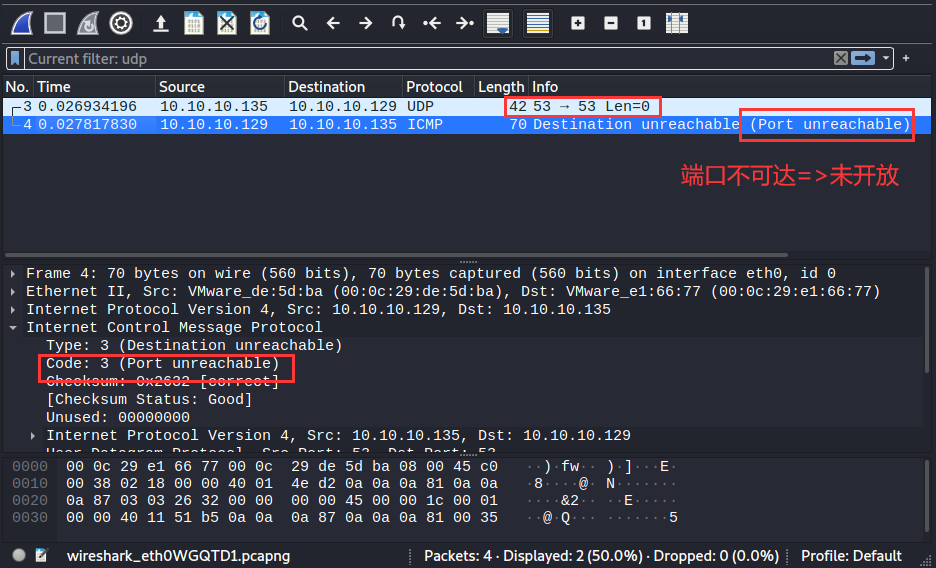 Current filter: udp
No. Time Source Destination Protocol Length Info
3 0.026934196 10.10.10.135 10.10.10.129 UDP 42 53 → 53 Len=0
4 0.027817830 10.10.10.129 10.10.10.135 ICMP 70 Destination unreachable (Port unreachable)
端口不可达=>未开放
Frame 4: 70 bytes on wire (560 bits), 70 bytes captured (560 bits) on interface eth0, id 0
Ethernet II, Src: VMware_de:5d:ba (00:0c:29:de:5d:ba), Dst: VMware_e1:66:77 (00:0c:29:e1:66:77)
Internet Protocol Version 4, Src: 10.10.10.129, Dst: 10.10.10.135
Internet Control Message Protocol
Type: 3 (Destination unreachable)
Code: 3 (Port unreachable)
Checksum: 0x2632 [correct]
[Checksum Status: Good]
Unused: 00000000
Internet Protocol Version 4, Src: 10.10.10.135, Dst: 10.10.10.129
User Datagram Protocol, Src Port: 53, Dst Port: 53
0000 00 0c 29 e1 66 77 00 0c 29 de 5d ba 08 00 45 c0 ··)·fw·· )·]···E·
0010 00 38 02 18 00 00 40 01 4e d2 0a 0a 0a 81 0a 0a ·8····@· N·······
0020 0a 87 03 03 26 32 00 00 00 00 45 00 00 1c 00 01 ····&2·· ··E·····
0030 00 00 40 11 51 b5 0a 0a 0a 87 0a 0a 0a 81 00 35 ··@·Q··· ·······5
wireshark_eth0WGQTD1.pcapng Packets: 4 · Displayed: 2 (50.0%) · Dropped: 0 (0.0%) Profile: Default